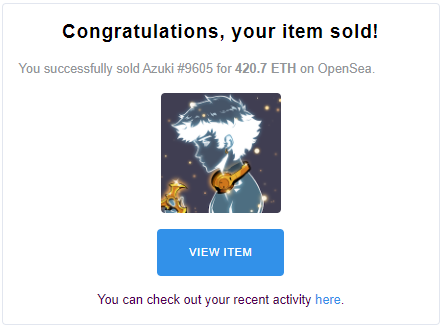 Congratulations, your item sold!
You successfully sold Azuki #9605 for 420.7 ETH on OpenSea.
VIEW ITEM
You can check out your recent activity here.